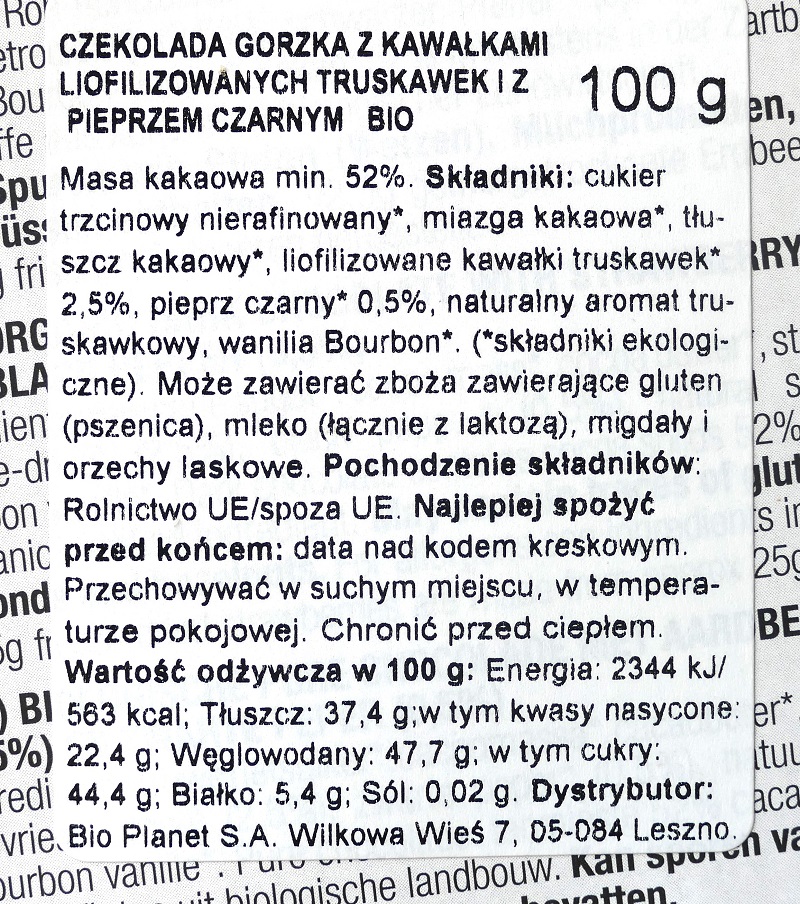 CZEKOLADA GORZKA Z KAWAŁKAMI
LIOFILIZOWANYCH TRUSKAWEK I Z
PIEPRZEM CZARNYM BIO
100 g
Masa kakaowa min. 52%. Składniki: cukier
trzcinowy nierafinowany*, miazga kakaowa*, tłu-
szcz kakaowy*, liofilizowane kawałki truskawek*
2,5%, pieprz czarny* 0,5%, naturalny aromat tru-
skawkowy, wanilia Bourbon*. (*składniki ekologi-
czne). Może zawierać zboża zawierające gluten
(pszenica), mleko (łącznie z laktozą), migdały i
orzechy laskowe. Pochodzenie składników:
Rolnictwo UE/spoza UE. Najlepiej spożyć
przed końcem: data nad kodem kreskowym.
Przechowywać w suchym miejscu, w tempera-
turze pokojowej. Chronić przed ciepłem.
Wartość odżywcza w 100 g: Energia: 2344 kJ/
563 kcal; Tłuszcz: 37,4 g;w tym kwasy nasycone:
22,4 g; Węglowodany: 47,7 g; w tym cukry:
44,4 g; Białko: 5,4 g; Sól: 0,02 g. Dystrybutor:
Bio Planet S.A. Wilkowa Wieś 7, 05-084 Leszno.
biologische landbouw. Kan sporen